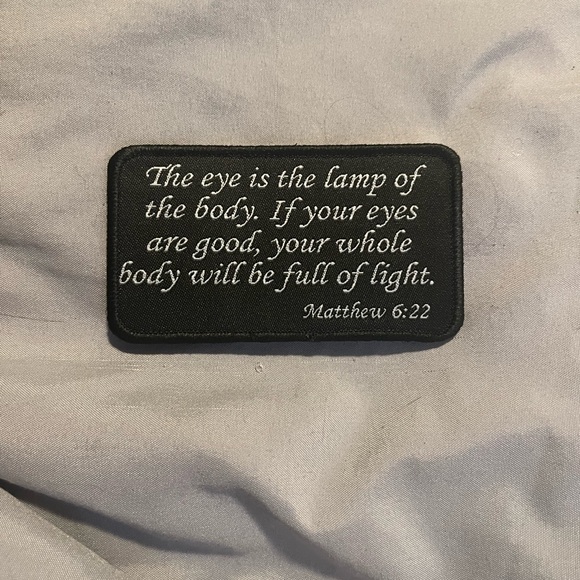 The eye is the lamp of
the body. If your eyes
are good, your whole
body will be full of light.
Matthew 6:22